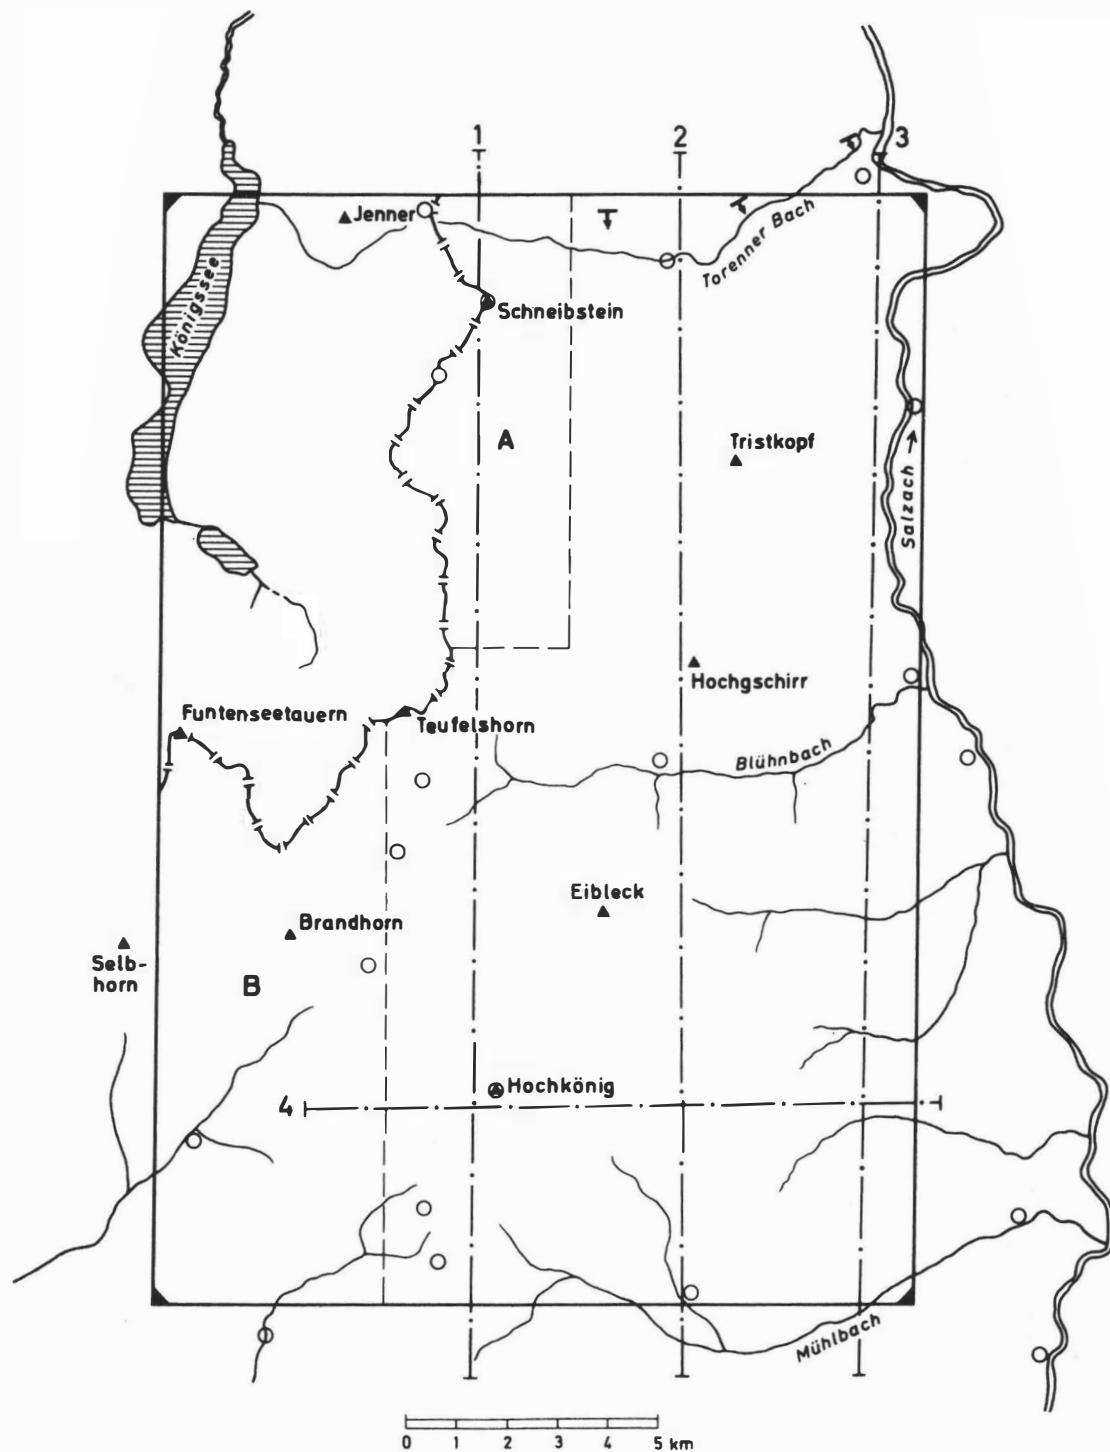 1
2
3
Jenner
Torenner Bach
Königssee
Schneibstein
A
Tristkopf
Salzach
Hochgschirr
Funtenseetauern
Teufelshorn
Blühnbach
Eibleck
Brandhorn
Selb-
horn
B
Hochkönig
4
Mühlbach
0 1 2 3 4 5 km